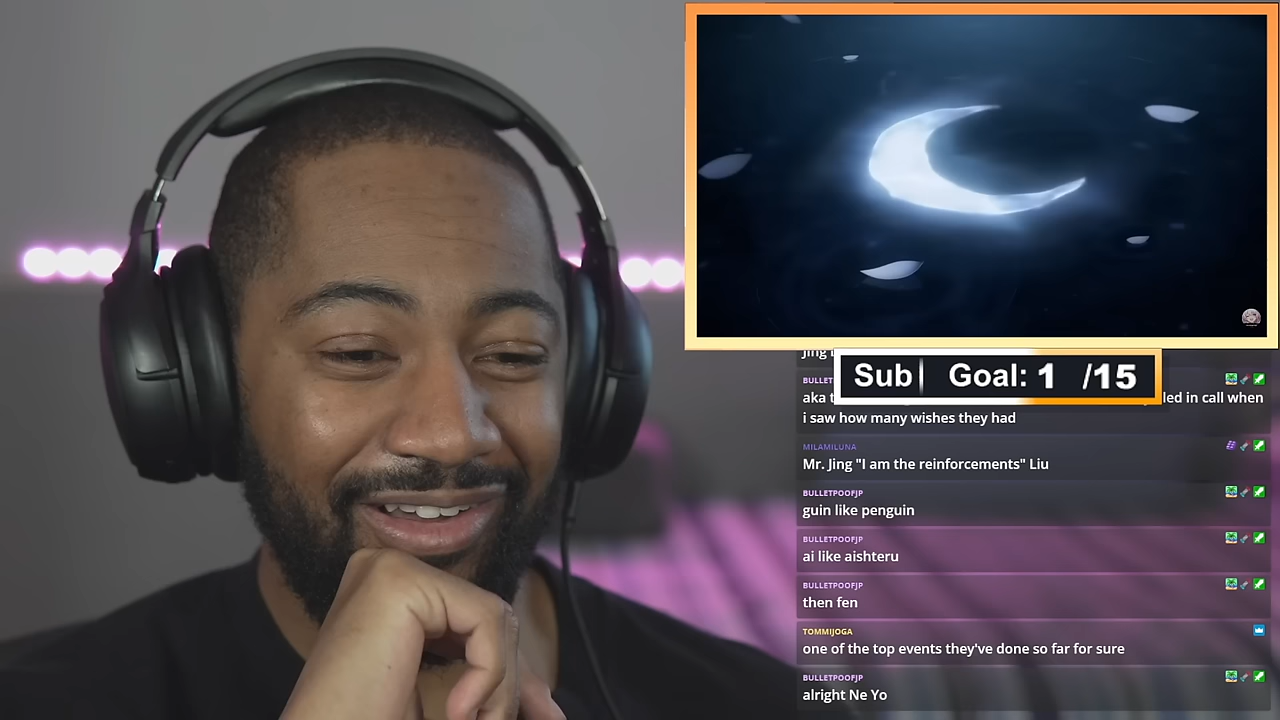 Jing
Sub Goal: 1 /15
BULLET
aka t led in call when
i saw how many wishes they had
MILAMILUNA
Mr. Jing "I am the reinforcements" Liu
BULLETPOOFJP
guin like penguin
BULLETPOOFJP
ai like aishteru
BULLETPOOFJP
then fen
TOMMIJOGA
one of the top events they've done so far for sure
BULLETPOOFJP
alright Ne Yo